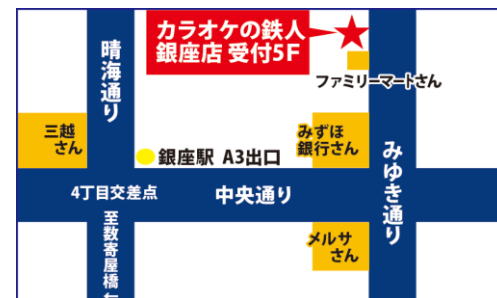 カラオケの鉄人
銀座店 受付5F
晴海通り
ファミリーマートさん
三越
さん
銀座駅 A3出口
みずほ
銀行さん
みゆき通り
4丁目交差点
中央通り
至数寄屋橋
メルサ
さん